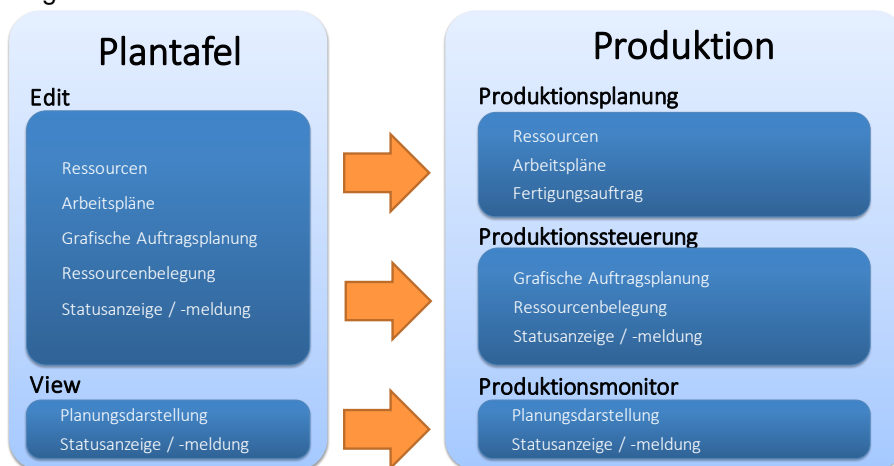 Plantafel
Edit
Ressourcen
Arbeitspläne
Grafische Auftragsplanung
Ressourcenbelegung
Statusanzeige / -meldung
View
Planungsdarstellung
Statusanzeige / -meldung
Produktion
Produktionsplanung
Ressourcen
Arbeitspläne
Fertigungsauftrag
Produktionssteuerung
Grafische Auftragsplanung
Ressourcenbelegung
Statusanzeige / -meldung
Produktionsmonitor
Planungsdarstellung
Statusanzeige / -meldung